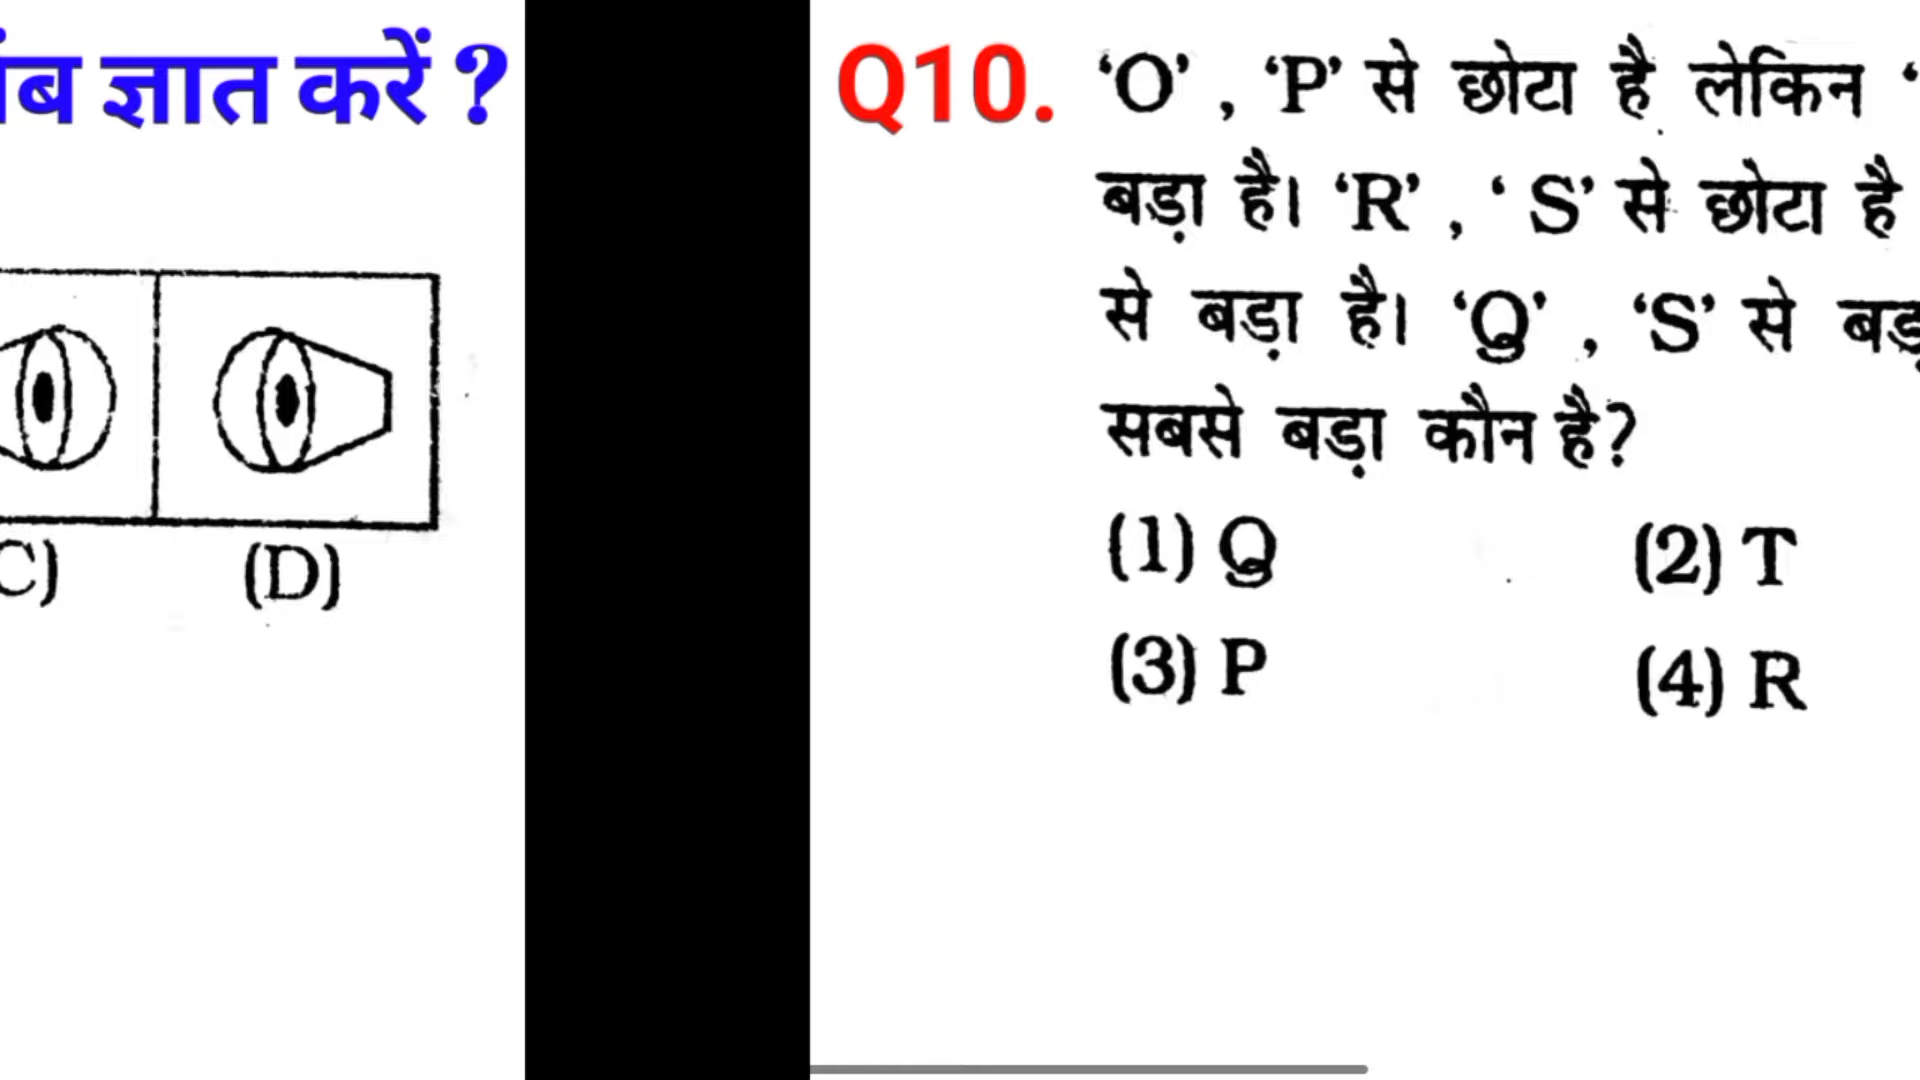 ज्ञात करें ?
C)
(D)
Q10. ‘O’ , ‘P’ से छोटा है लेकिन ‘
बड़ा है। ‘R’ , ‘ S’ से छोटा है
से बड़ा है। ‘Q’ , ‘S’ से
सबसे बड़ा कौन है?
(1) Q (2) T
(3) P (4) R